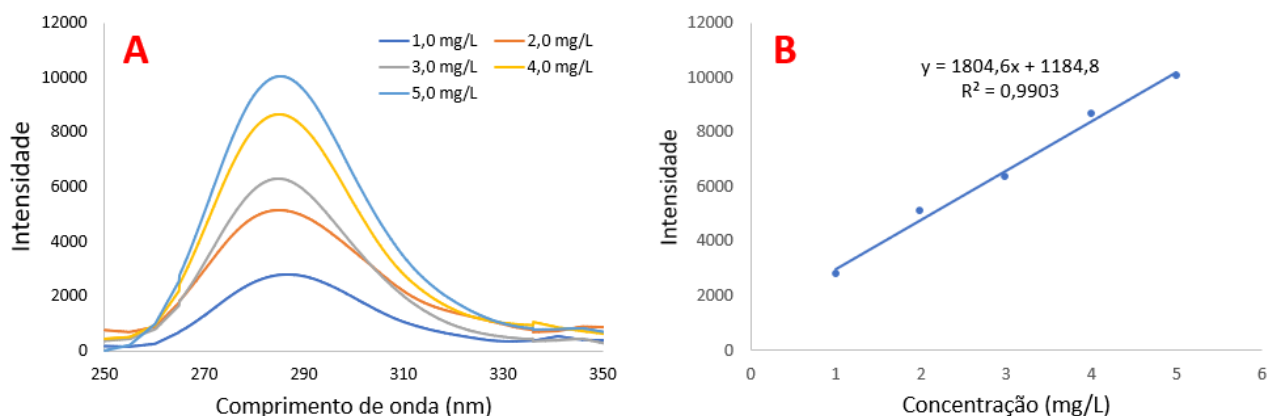 A
12000
10000
8000
6000
4000
2000
0
Intensidade
1,0 mg/L 2,0 mg/L
3,0 mg/L 4,0 mg/L
5,0 mg/L
250 270 290 310 330 350
Comprimento de onda (nm)
B
12000
10000
8000
6000
4000
2000
0
Intensidade
y = 1804,6x + 1184,8
R² = 0,9903
0 1 2 3 4 5 6
Concentração (mg/L)